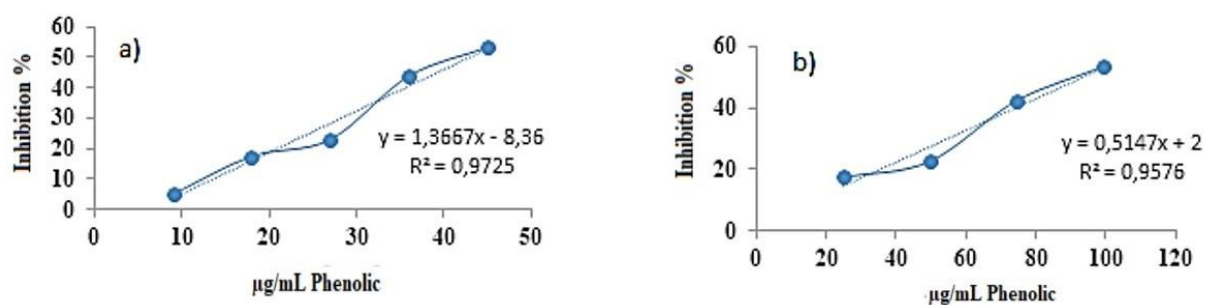 a)
Inhibition %
60
50
40
30
20
10
0
y = 1,3667x - 8,36
R² = 0,9725
0 10 20 30 40 50
µg/mL Phenolic
b)
Inhibition %
60
40
20
0
y = 0,5147x + 2
R² = 0,9576
0 20 40 60 80 100 120
µg/mL Phenolic